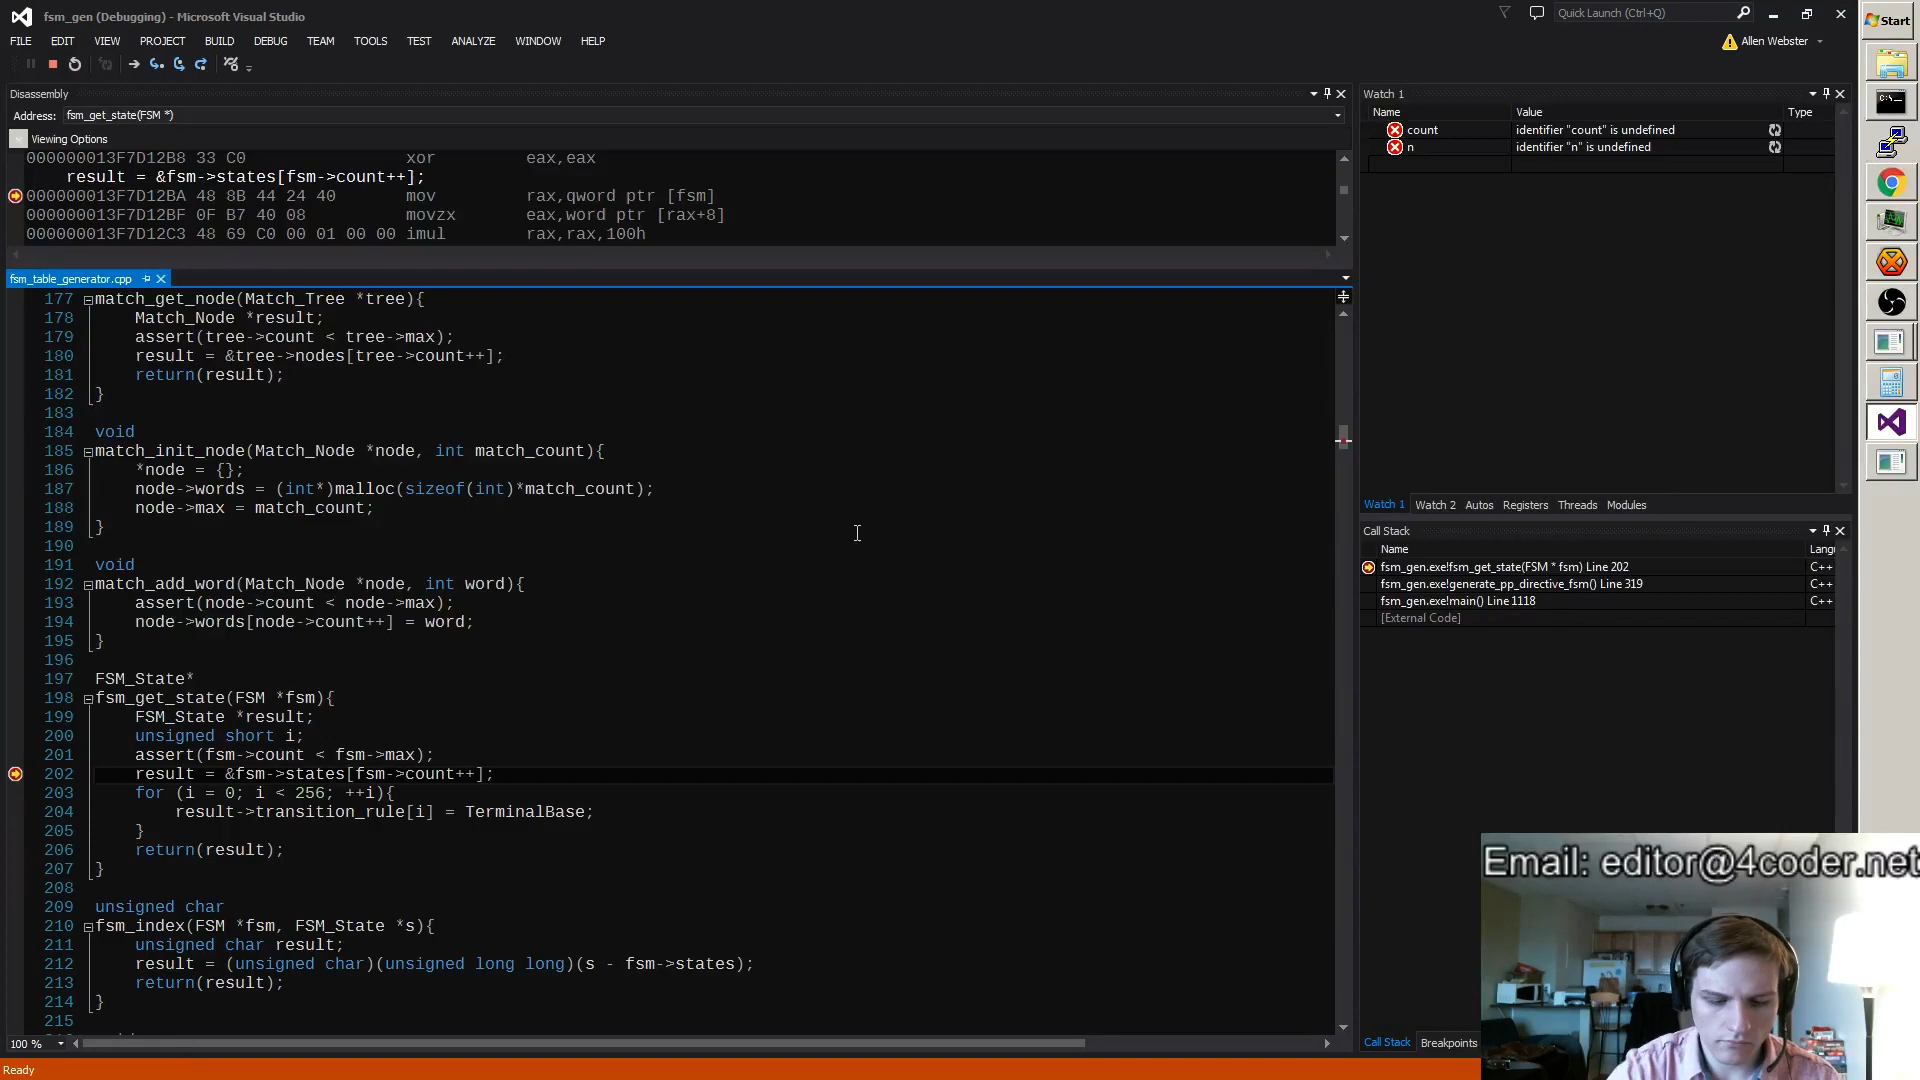 fsm_gen (Debugging) - Microsoft Visual Studio
Quick Launch (Ctrl+Q)
Start
FILE EDIT VIEW PROJECT BUILD DEBUG TEAM TOOLS TEST ANALYZE WINDOW HELP
Allen Webster
Disassembly
Address: fsm_get_state(FSM *)
Viewing Options
000000013F7D12B8 33 C0 xor eax,eax
result = &fsm->states[fsm->count++];
000000013F7D12BA 48 8B 44 24 40 mov rax,qword ptr [fsm]
000000013F7D12BF 0F B7 40 08 movzx eax,word ptr [rax+8]
000000013F7D12C3 48 69 C0 00 01 00 00 imul rax,rax,100h
fsm_table_generator.cpp
177 match_get_node(Match_Tree *tree){
178 Match_Node *result;
179 assert(tree->count < tree->max);
180 result = &tree->nodes[tree->count++];
181 return(result);
182 }
183
184 void
185 match_init_node(Match_Node *node, int match_count){
186 *node = {};
187 node->words = (int*)malloc(sizeof(int)*match_count);
188 node->max = match_count;
189 }
190
191 void
192 match_add_word(Match_Node *node, int word){
193 assert(node->count < node->max);
194 node->words[node->count++] = word;
195 }
196
197 FSM_State*
198 fsm_get_state(FSM *fsm){
199 FSM_State *result;
200 unsigned short i;
201 assert(fsm->count < fsm->max);
202 result = &fsm->states[fsm->count++];
203 for (i = 0; i < 256; ++i){
204 result->transition_rule[i] = TerminalBase;
205 }
206 return(result);
207 }
208
209 unsigned char
210 fsm_index(FSM *fsm, FSM_State *s){
211 unsigned char result;
212 result = (unsigned char)(unsigned long long)(s - fsm->states);
213 return(result);
214 }
215
100 %
Ready
Watch 1
Name Value Type
count identifier "count" is undefined
n identifier "n" is undefined
Watch 1 Watch 2 Autos Registers Threads Modules
Call Stack
Name Langu
fsm_gen.exe!fsm_get_state(FSM * fsm) Line 202 C++
fsm_gen.exe!generate_pp_directive_fsm() Line 319 C++
fsm_gen.exe!main() Line 1118 C++
[External Code]
Call Stack Breakpoints
Email: editor@4coder.net